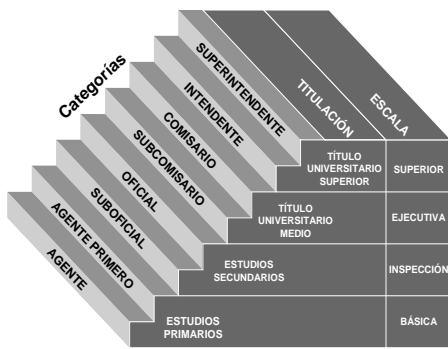 Categorías
SUPERINTENDENTE
INTENDENTE
COMISARIO
SUBCOMISARIO
OFICIAL
SUBOFICIAL
AGENTE PRIMERO
AGENTE
TITULACIÓN
ESCALA
TÍTULO
UNIVERSITARIO
SUPERIOR
SUPERIOR
TÍTULO
UNIVERSITARIO
MEDIO
EJECUTIVA
ESTUDIOS
SECUNDARIOS
INSPECCIÓN
ESTUDIOS
PRIMARIOS
BÁSICA